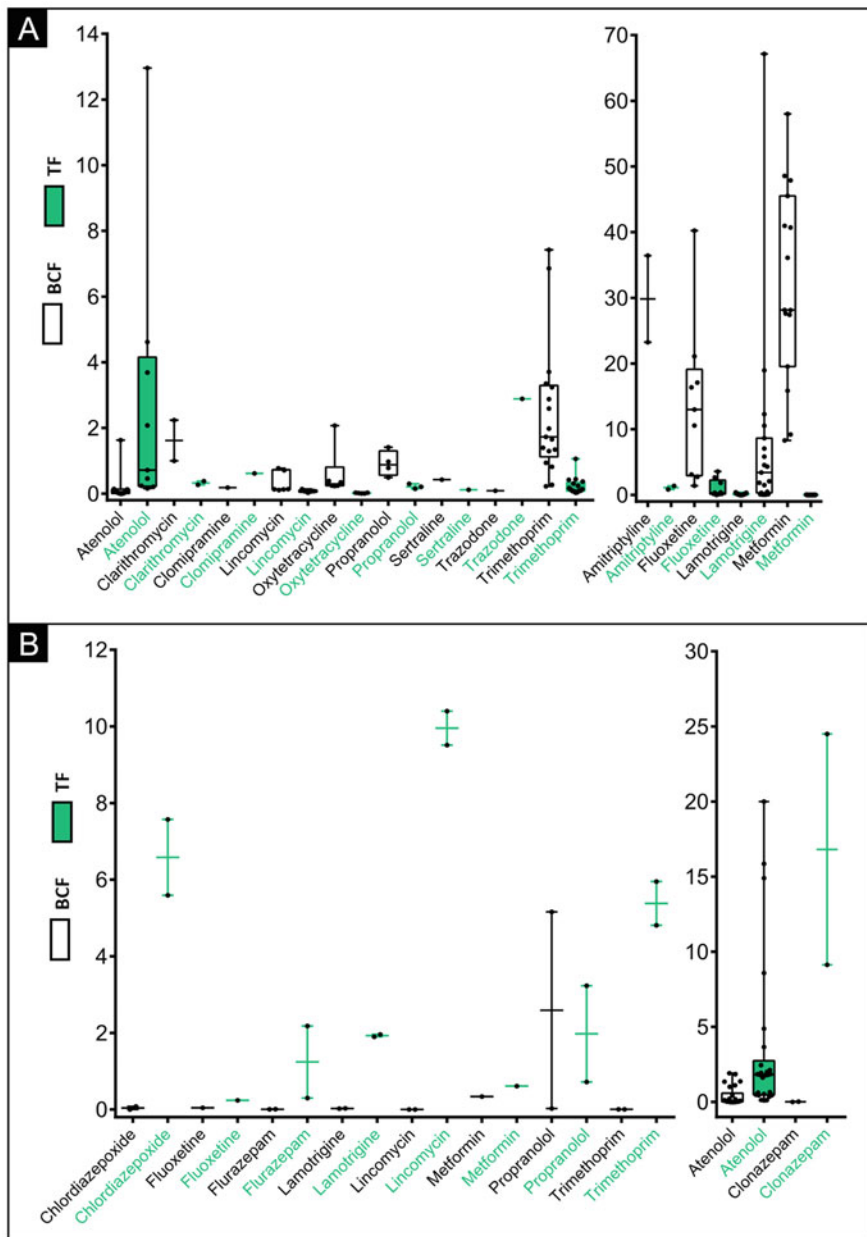 A
14
12
10
8
6
4
2
0
TF
BCF
Atenolol
Atenolol
Clarithromycin
Clarithromycin
Clomipramine
Clomipramine
Lincomycin
Lincomycin
Oxytetracycline
Oxytetracycline
Propranolol
Propranolol
Sertraline
Sertraline
Trazodone
Trazodone
Trimethoprim
Trimethoprim
70
60
50
40
30
20
10
0
Amitriptyline
Amitriptyline
Fluoxetine
Fluoxetine
Lamotrigine
Lamotrigine
Metformin
Metformin
B
12
10
8
6
4
2
0
TF
BCF
Chlordiazepoxide
Chlordiazepoxide
Fluoxetine
Fluoxetine
Flurazepam
Flurazepam
Lamotrigine
Lamotrigine
Lincomycin
Lincomycin
Metformin
Metformin
Propranolol
Propranolol
Trimethoprim
Trimethoprim
30
25
20
15
10
5
0
Atenolol
Atenolol
Clonazepam
Clonazepam